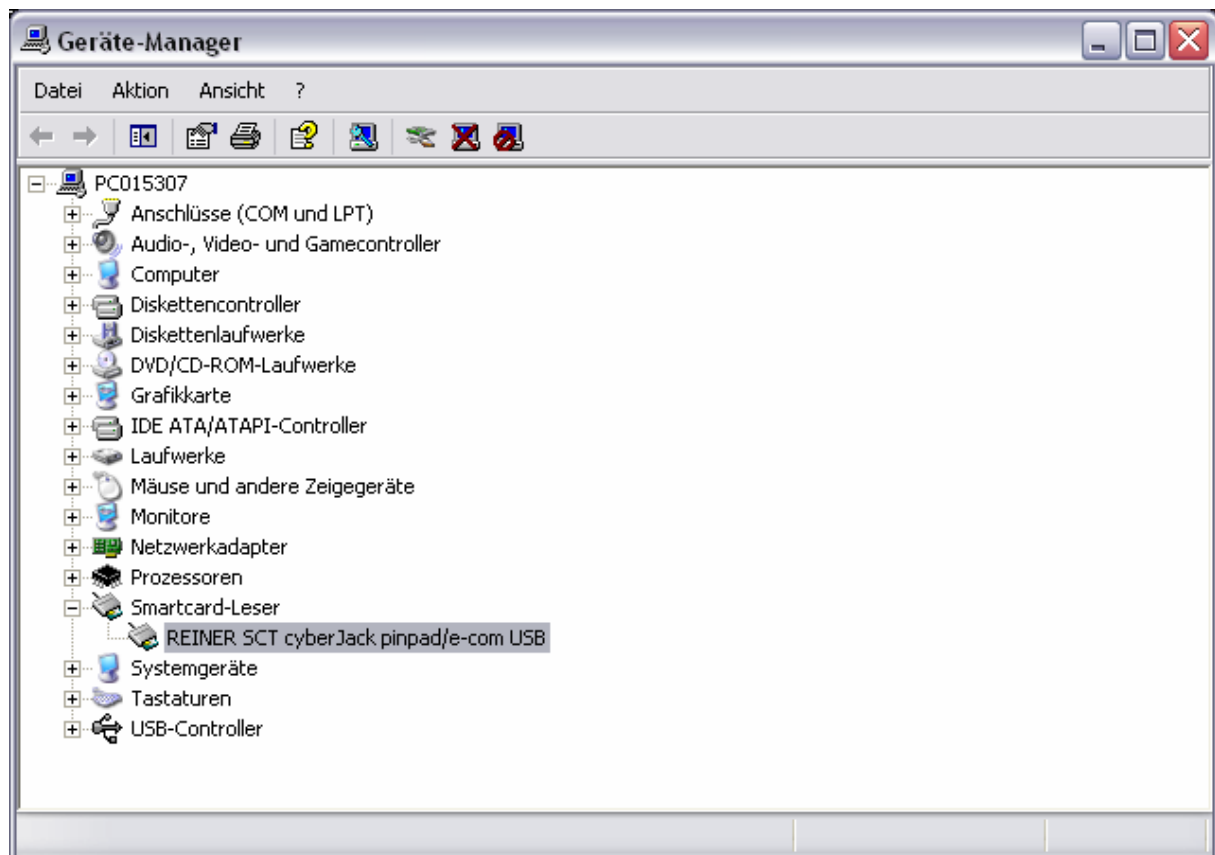 Geräte-Manager
Datei Aktion Ansicht ?
PC015307
Anschlüsse (COM und LPT)
Audio-, Video- und Gamecontroller
Computer
Diskettencontroller
Diskettenlaufwerke
DVD/CD-ROM-Laufwerke
Grafikkarte
IDE ATA/ATAPI-Controller
Laufwerke
Mäuse und andere Zeigegeräte
Monitore
Netzwerkadapter
Prozessoren
Smartcard-Leser
REINER SCT cyberJack pinpad/e-com USB
Systemgeräte
Tastaturen
USB-Controller